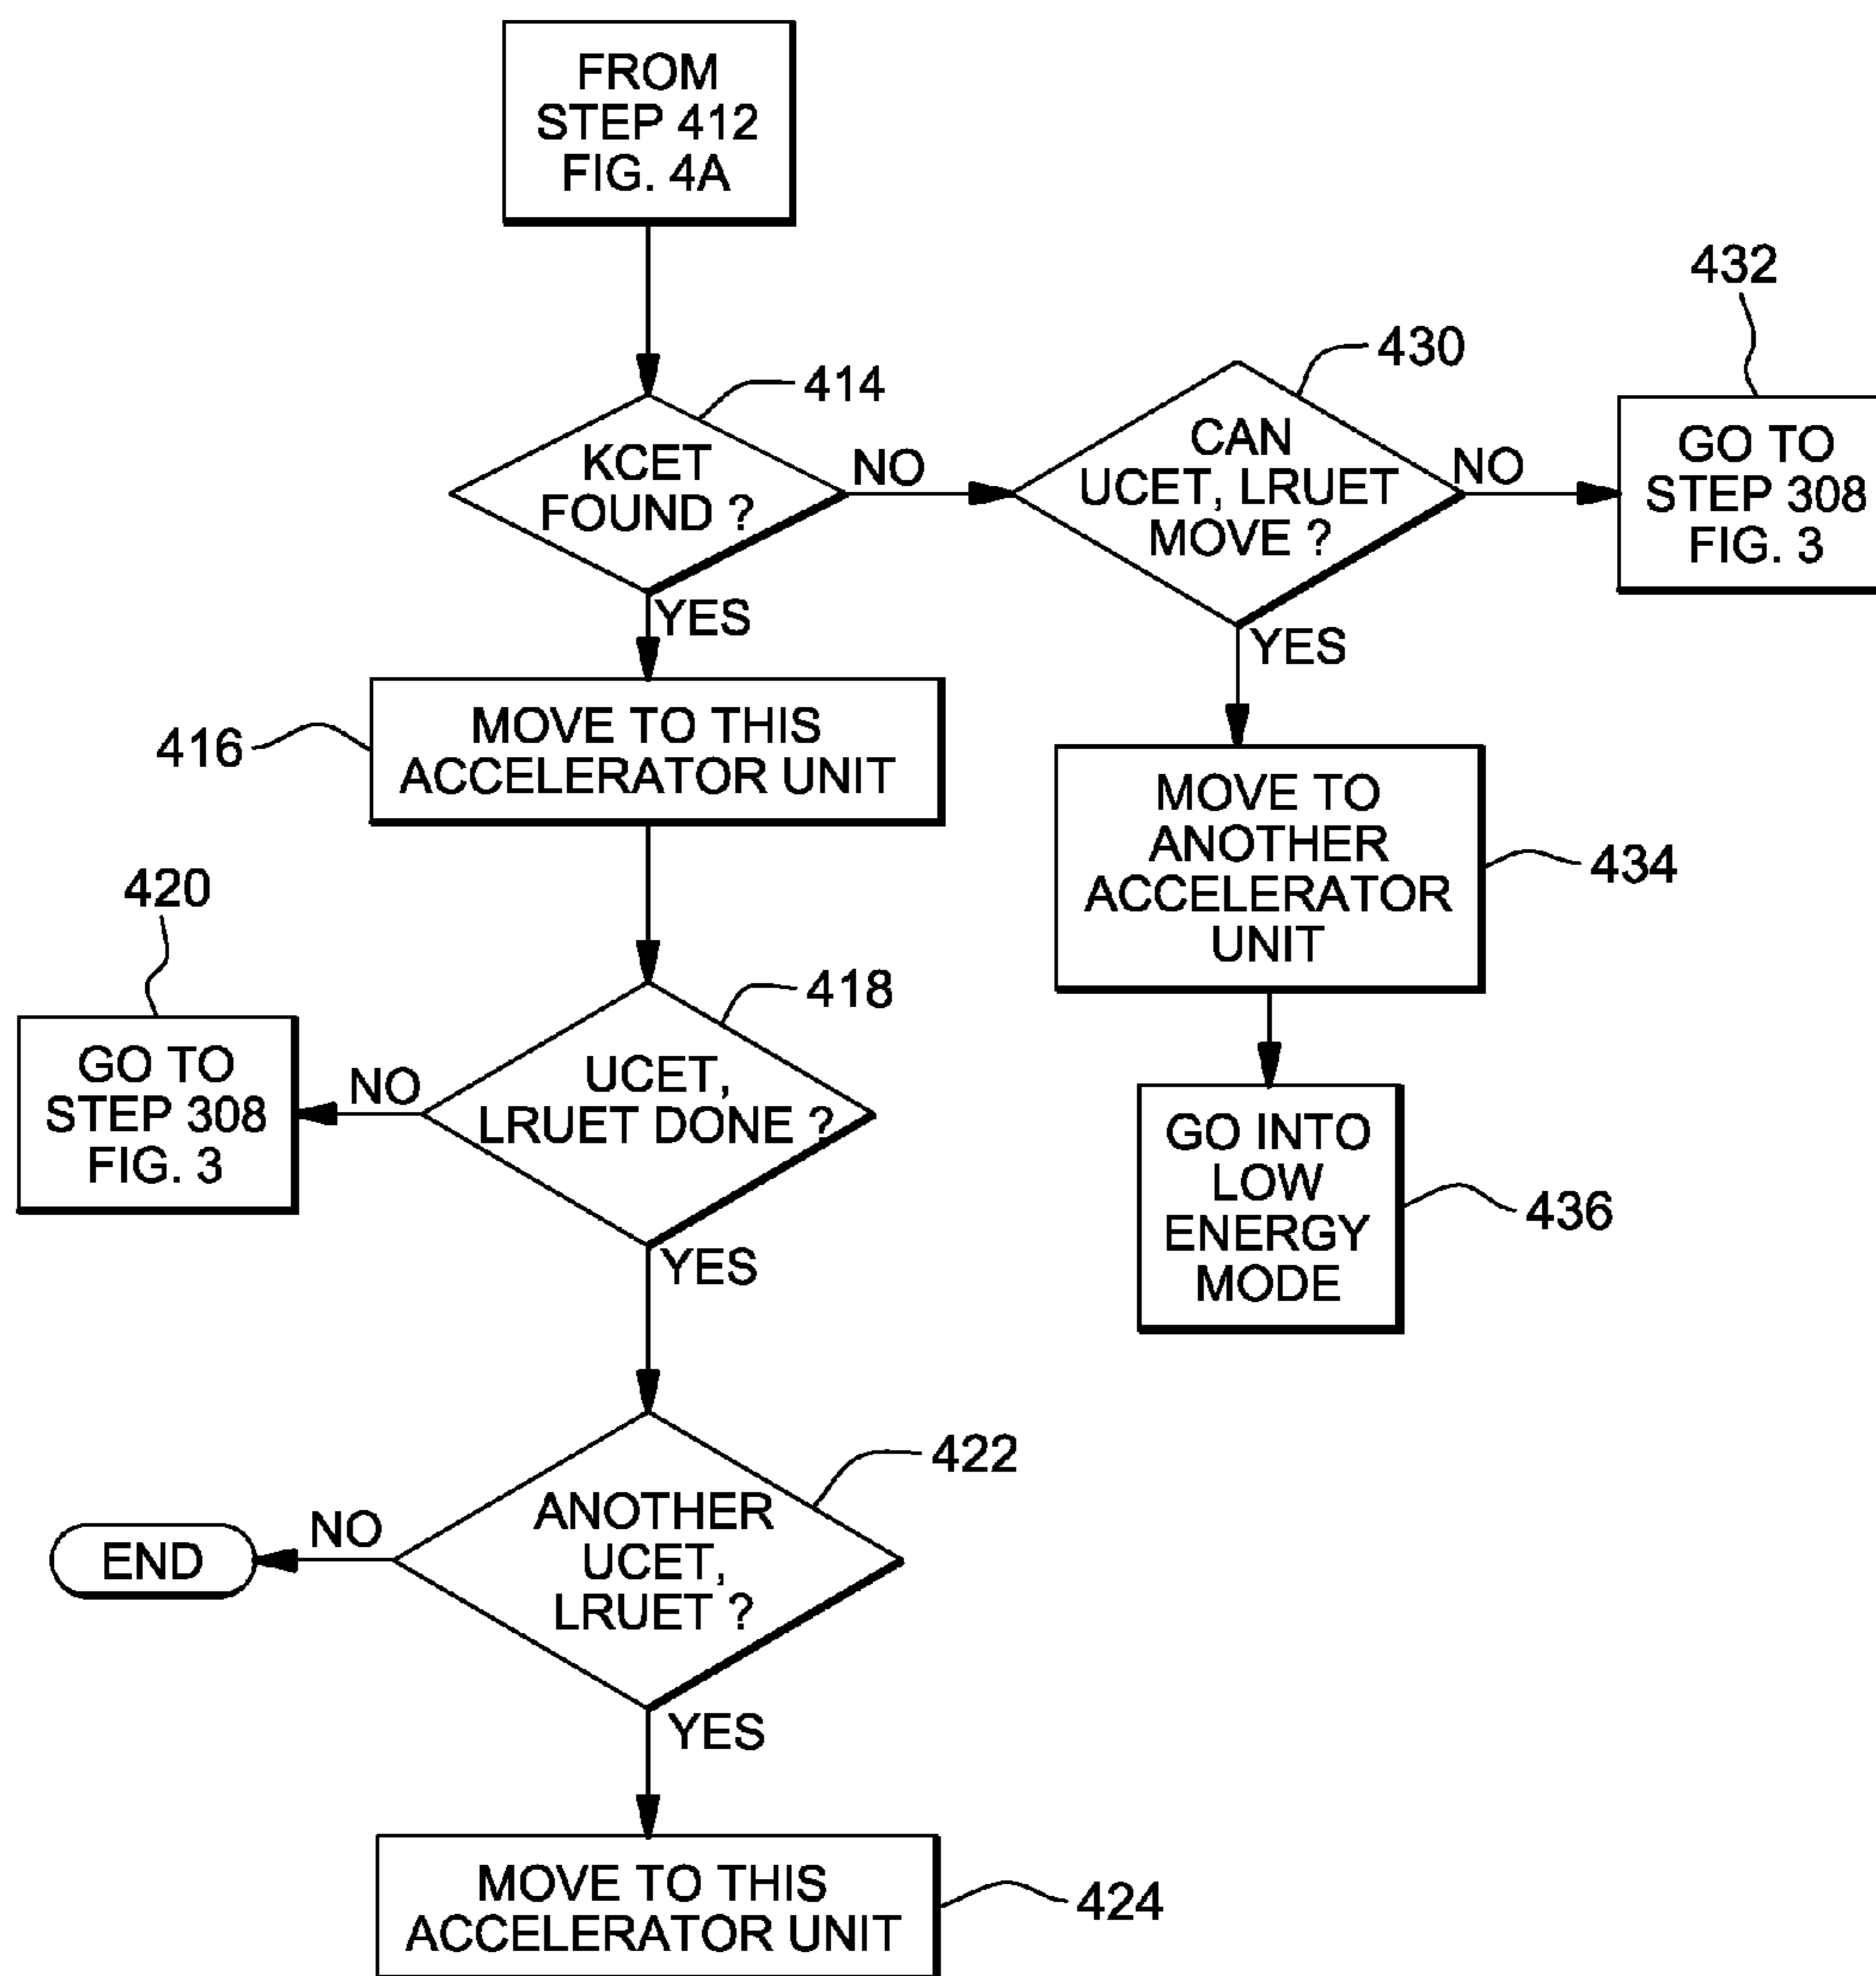 FROM
STEP 412
FIG. 4A
432
430
414
KCET
FOUND ?
NO
CAN
UCET, LRUET
MOVE ?
NO
GO TO
STEP 308
FIG. 3
YES
YES
416
MOVE TO THIS
ACCELERATOR UNIT
MOVE TO
ANOTHER
ACCELERATOR
UNIT
434
420
418
GO TO
STEP 308
FIG. 3
NO
UCET,
LRUET DONE ?
YES
GO INTO
LOW
ENERGY
MODE
436
422
END
NO
ANOTHER
UCET,
LRUET ?
YES
MOVE TO THIS
ACCELERATOR UNIT
424